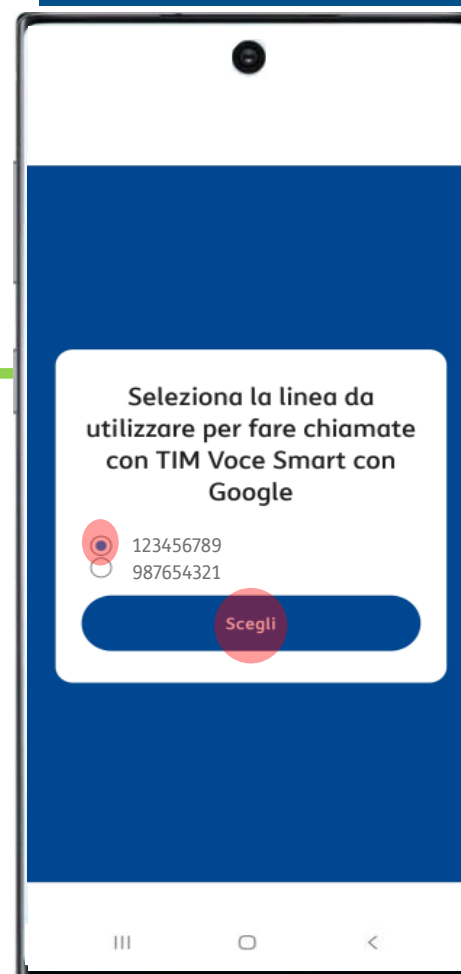 Seleziona la linea da
utilizzare per fare chiamate
con TIM Voce Smart con
Google
123456789
987654321
Scegli